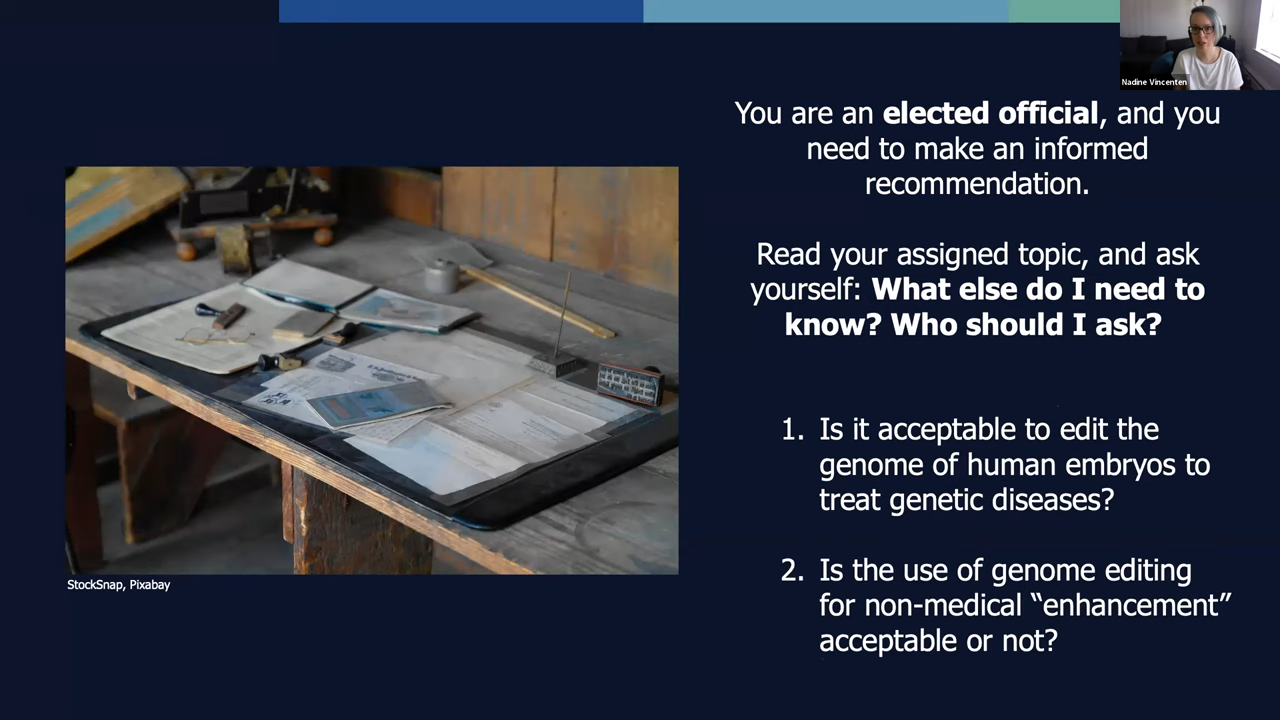 Nadine Vincenten
You are an elected official, and you
need to make an informed
recommendation.
Read your assigned topic, and ask
yourself: What else do I need to
know? Who should I ask?
1. Is it acceptable to edit the
genome of human embryos to
treat genetic diseases?
2. Is the use of genome editing
for non-medical “enhancement”
acceptable or not?
StockSnap, Pixabay